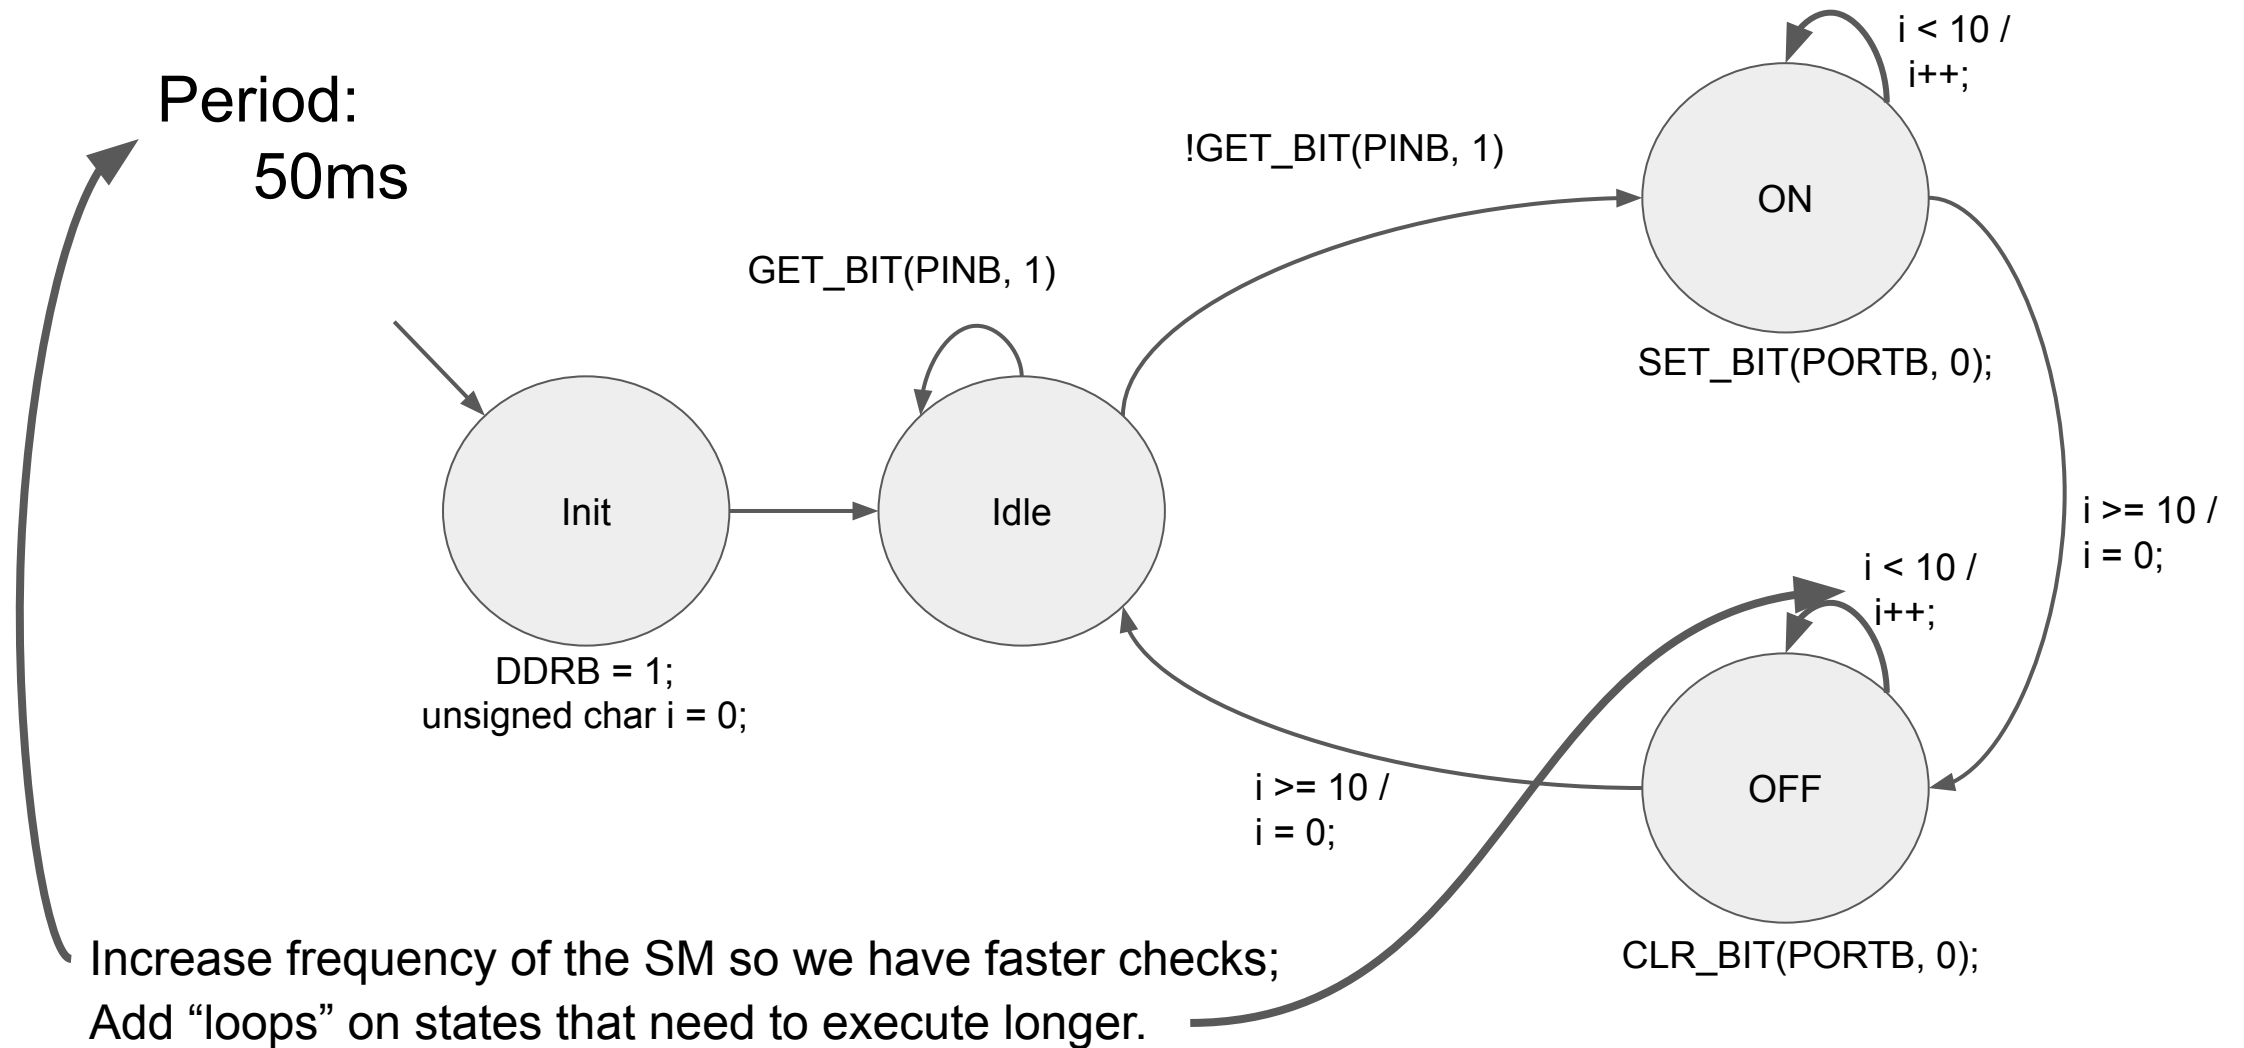 Period:
50ms
i < 10 /
i++;
!GET_BIT(PINB, 1)
ON
GET_BIT(PINB, 1)
SET_BIT(PORTB, 0);
Init
Idle
i >= 10 /
i = 0;
i < 10 /
i++;
DDRB = 1;
unsigned char i = 0;
i >= 10 /
i = 0;
OFF
CLR_BIT(PORTB, 0);
Increase frequency of the SM so we have faster checks;
Add “loops” on states that need to execute longer.